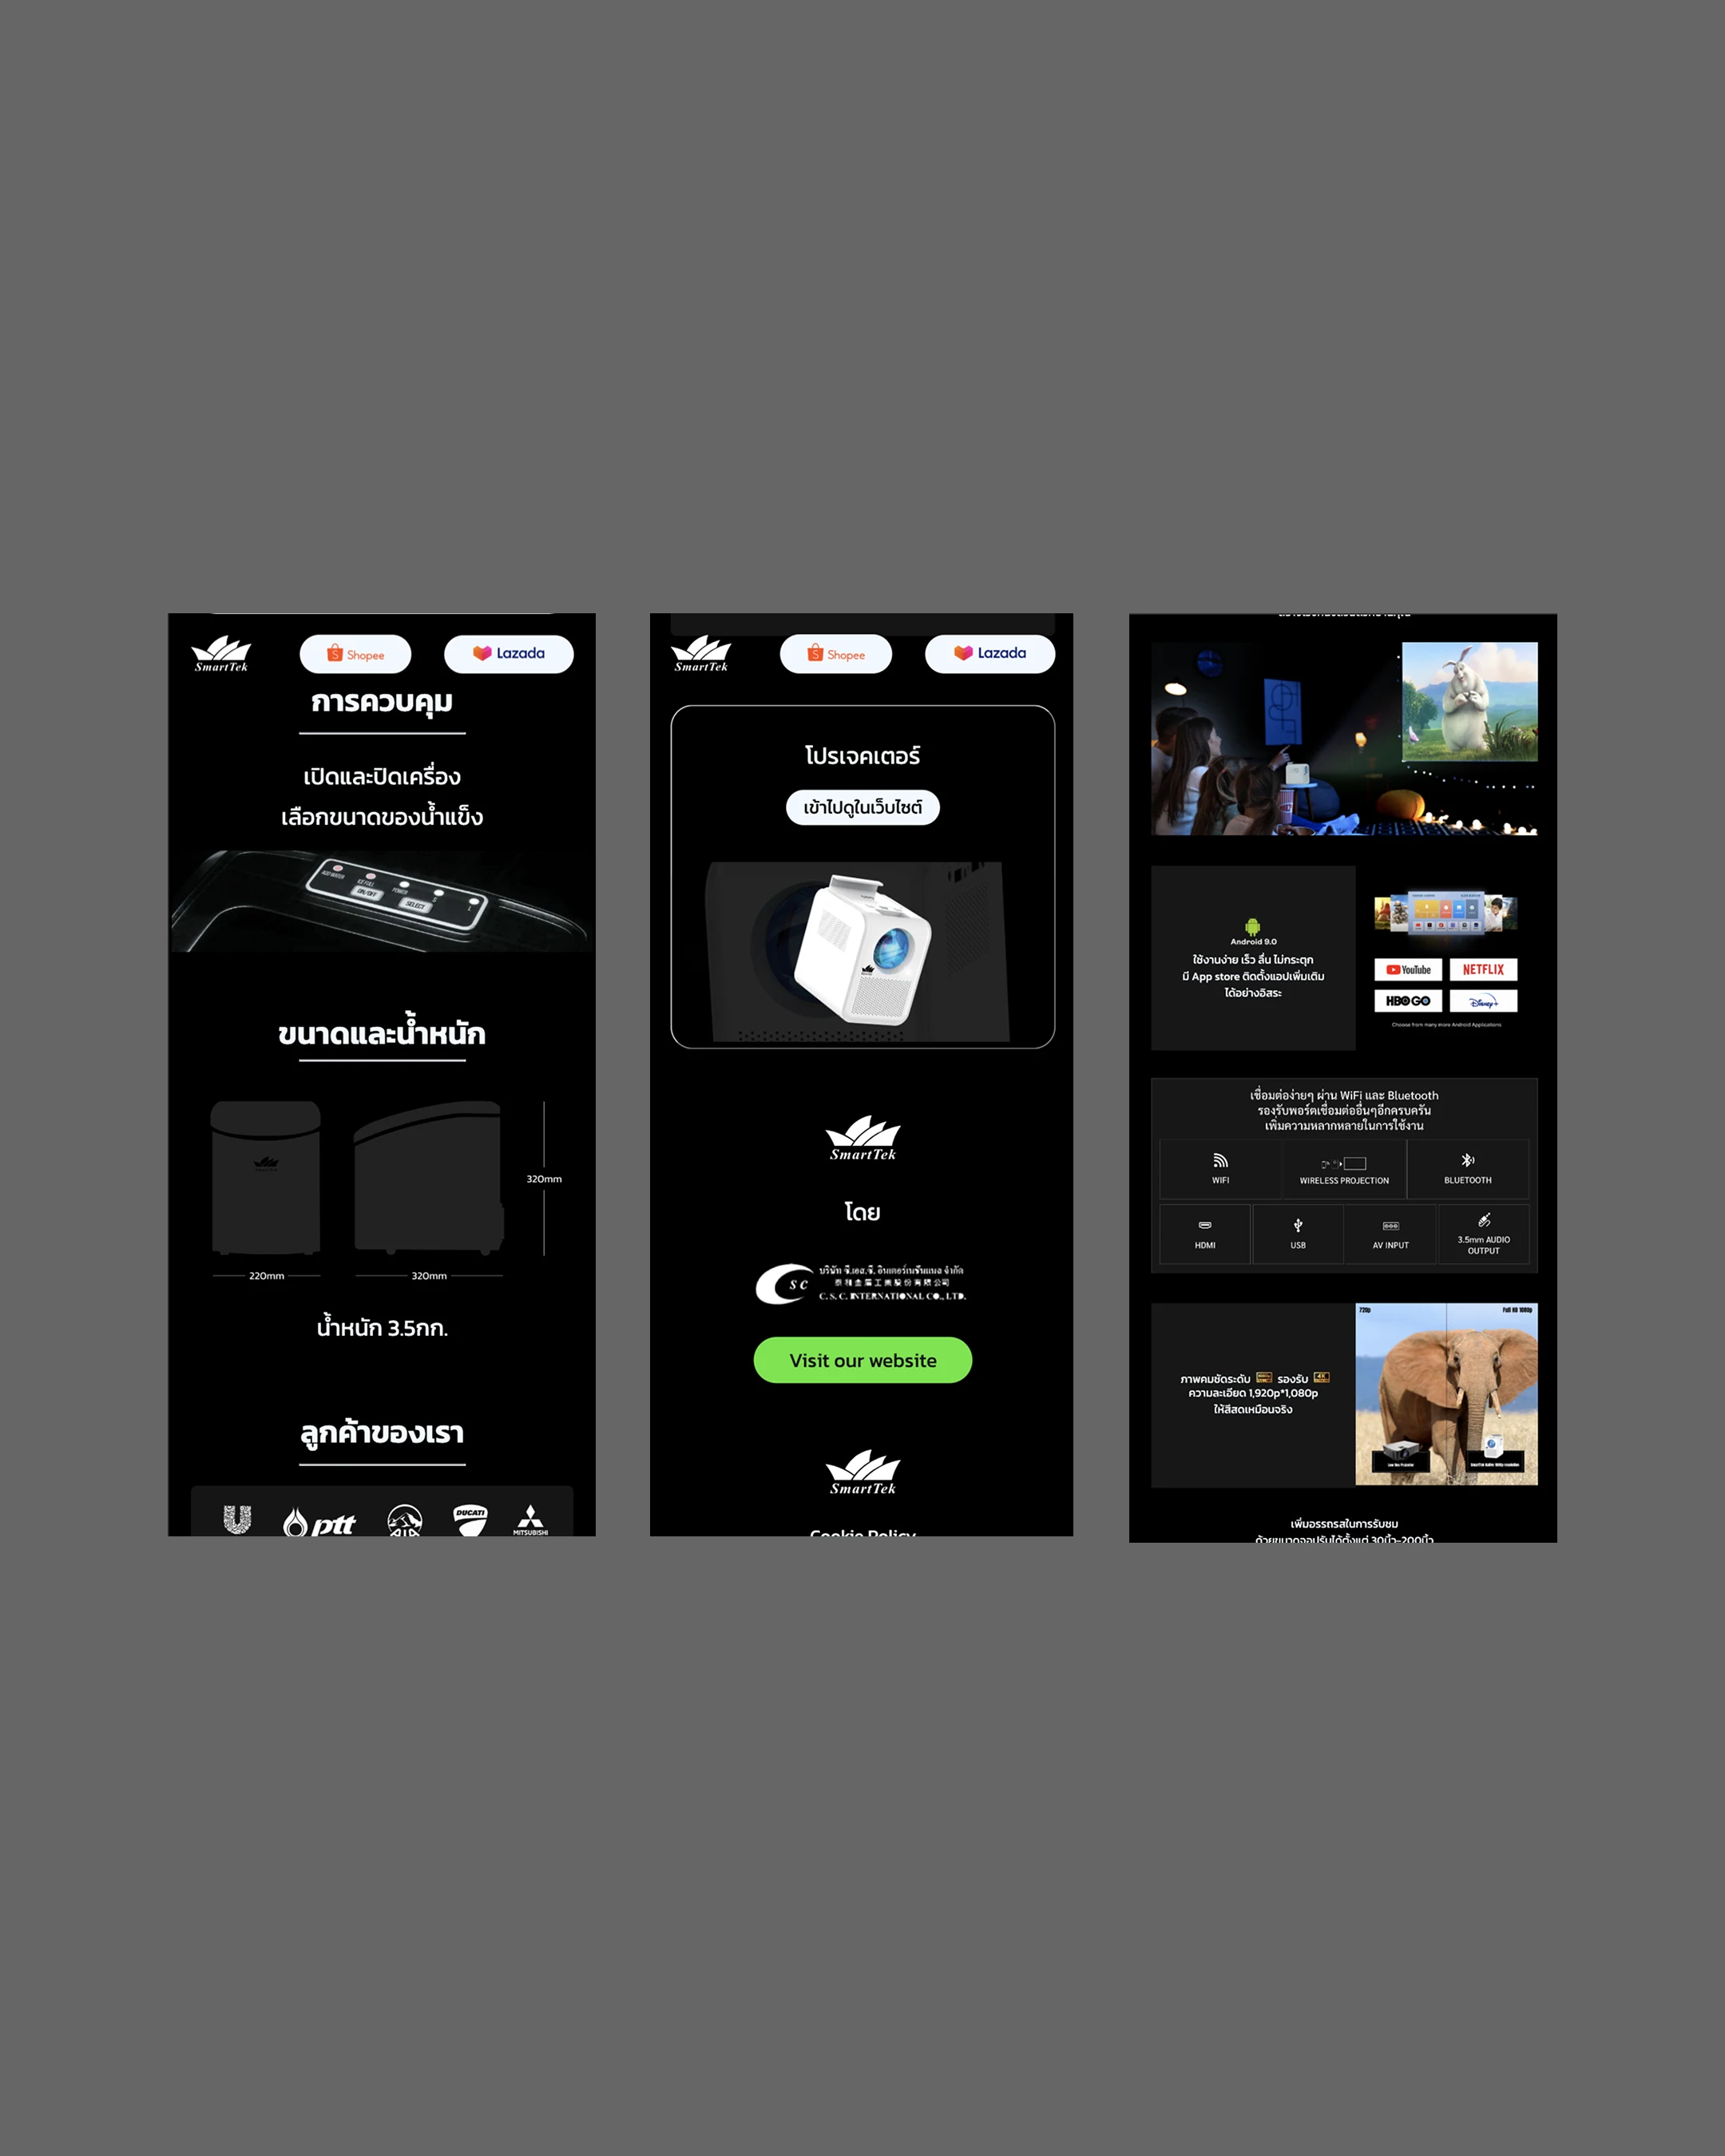 SmartTek
Shopee
Lazada
การควบคุม
เปิดและปิดเครื่อง
เลือกขนาดของน้ำแข็ง
ADD WATER
ICE FULL
POWER
S
L
ON/OFF
SELECT
ขนาดและน้ำหนัก
320mm
220mm
320mm
น้ำหนัก 3.5กก.
ลูกค้าของเรา
U
ptt
AIA
DUCATI
MITSUBISHI
SmartTek
Shopee
Lazada
โปรเจคเตอร์
เข้าไปดูในเว็บไซต์
SmartTek
โดย
S C
บริษัท ซี.เอส.ซี. อินเตอร์เนชั่นแนล จำกัด
C. S. C. INTERNATIONAL CO., LTD.
Visit our website
SmartTek
Cookie Policy
Android 9.0
ใช้งานง่าย เร็ว ลื่น ไม่กระตุก
มี App store ติดตั้งแอปเพิ่มเติม
ได้อย่างอิสระ
YouTube
NETFLIX
HBO GO
Disney+
Choose from many more Android Applications
เชื่อมต่อง่ายๆ ผ่าน WiFi และ Bluetooth
รองรับพอร์ตเชื่อมต่ออื่นๆอีกครบครัน
เพิ่มความหลากหลายในการใช้งาน
WIFI
WIRELESS PROJECTION
BLUETOOTH
HDMI
USB
AV INPUT
3.5mm AUDIO
OUTPUT
720p
Full HD 1080p
ภาพคมชัดระดับ รองรับ 4K
ความละเอียด 1,920p*1,080p
ให้สีสดเหมือนจริง
Low Res Projector
เพิ่มอรรถรสในการรับชม
ด้วยขนาดจอปรับได้ตั้งแต่ 30นิ้ว-200นิ้ว